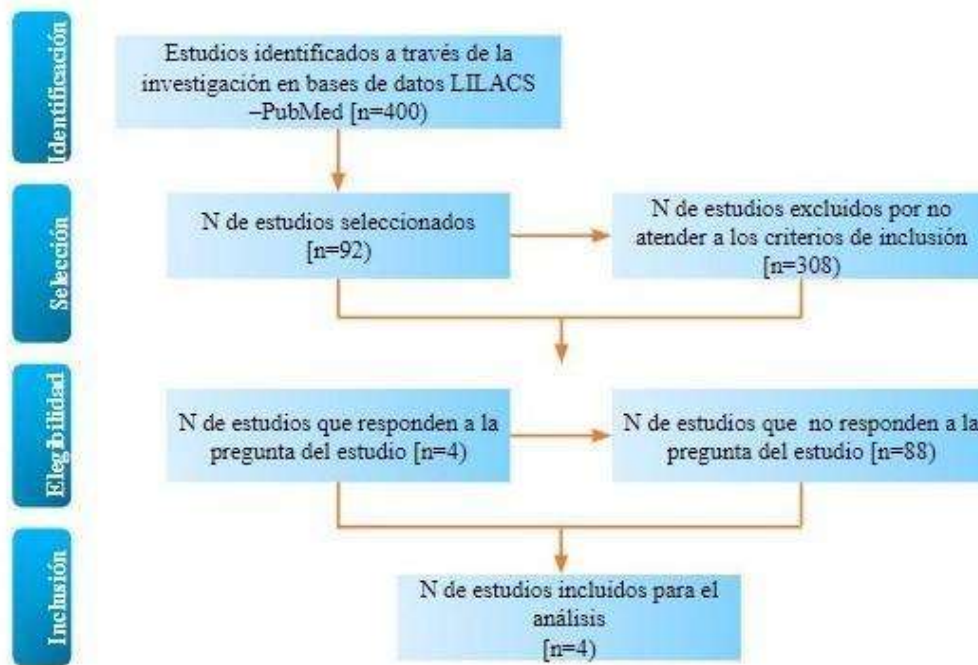 Identificación
Estudios identificados a través de la
investigación en bases de datos LILACS
–PubMed [n=400)
Selección
N de estudios seleccionados
[n=92)
N de estudios excluidos por no
atender a los criterios de inclusión
[n=308)
Elegibilidad
N de estudios que responden a la
pregunta del estudio [n=4)
N de estudios que no responden a la
pregunta del estudio [n=88)
Inclusión
N de estudios incluidos para el
análisis
[n=4)